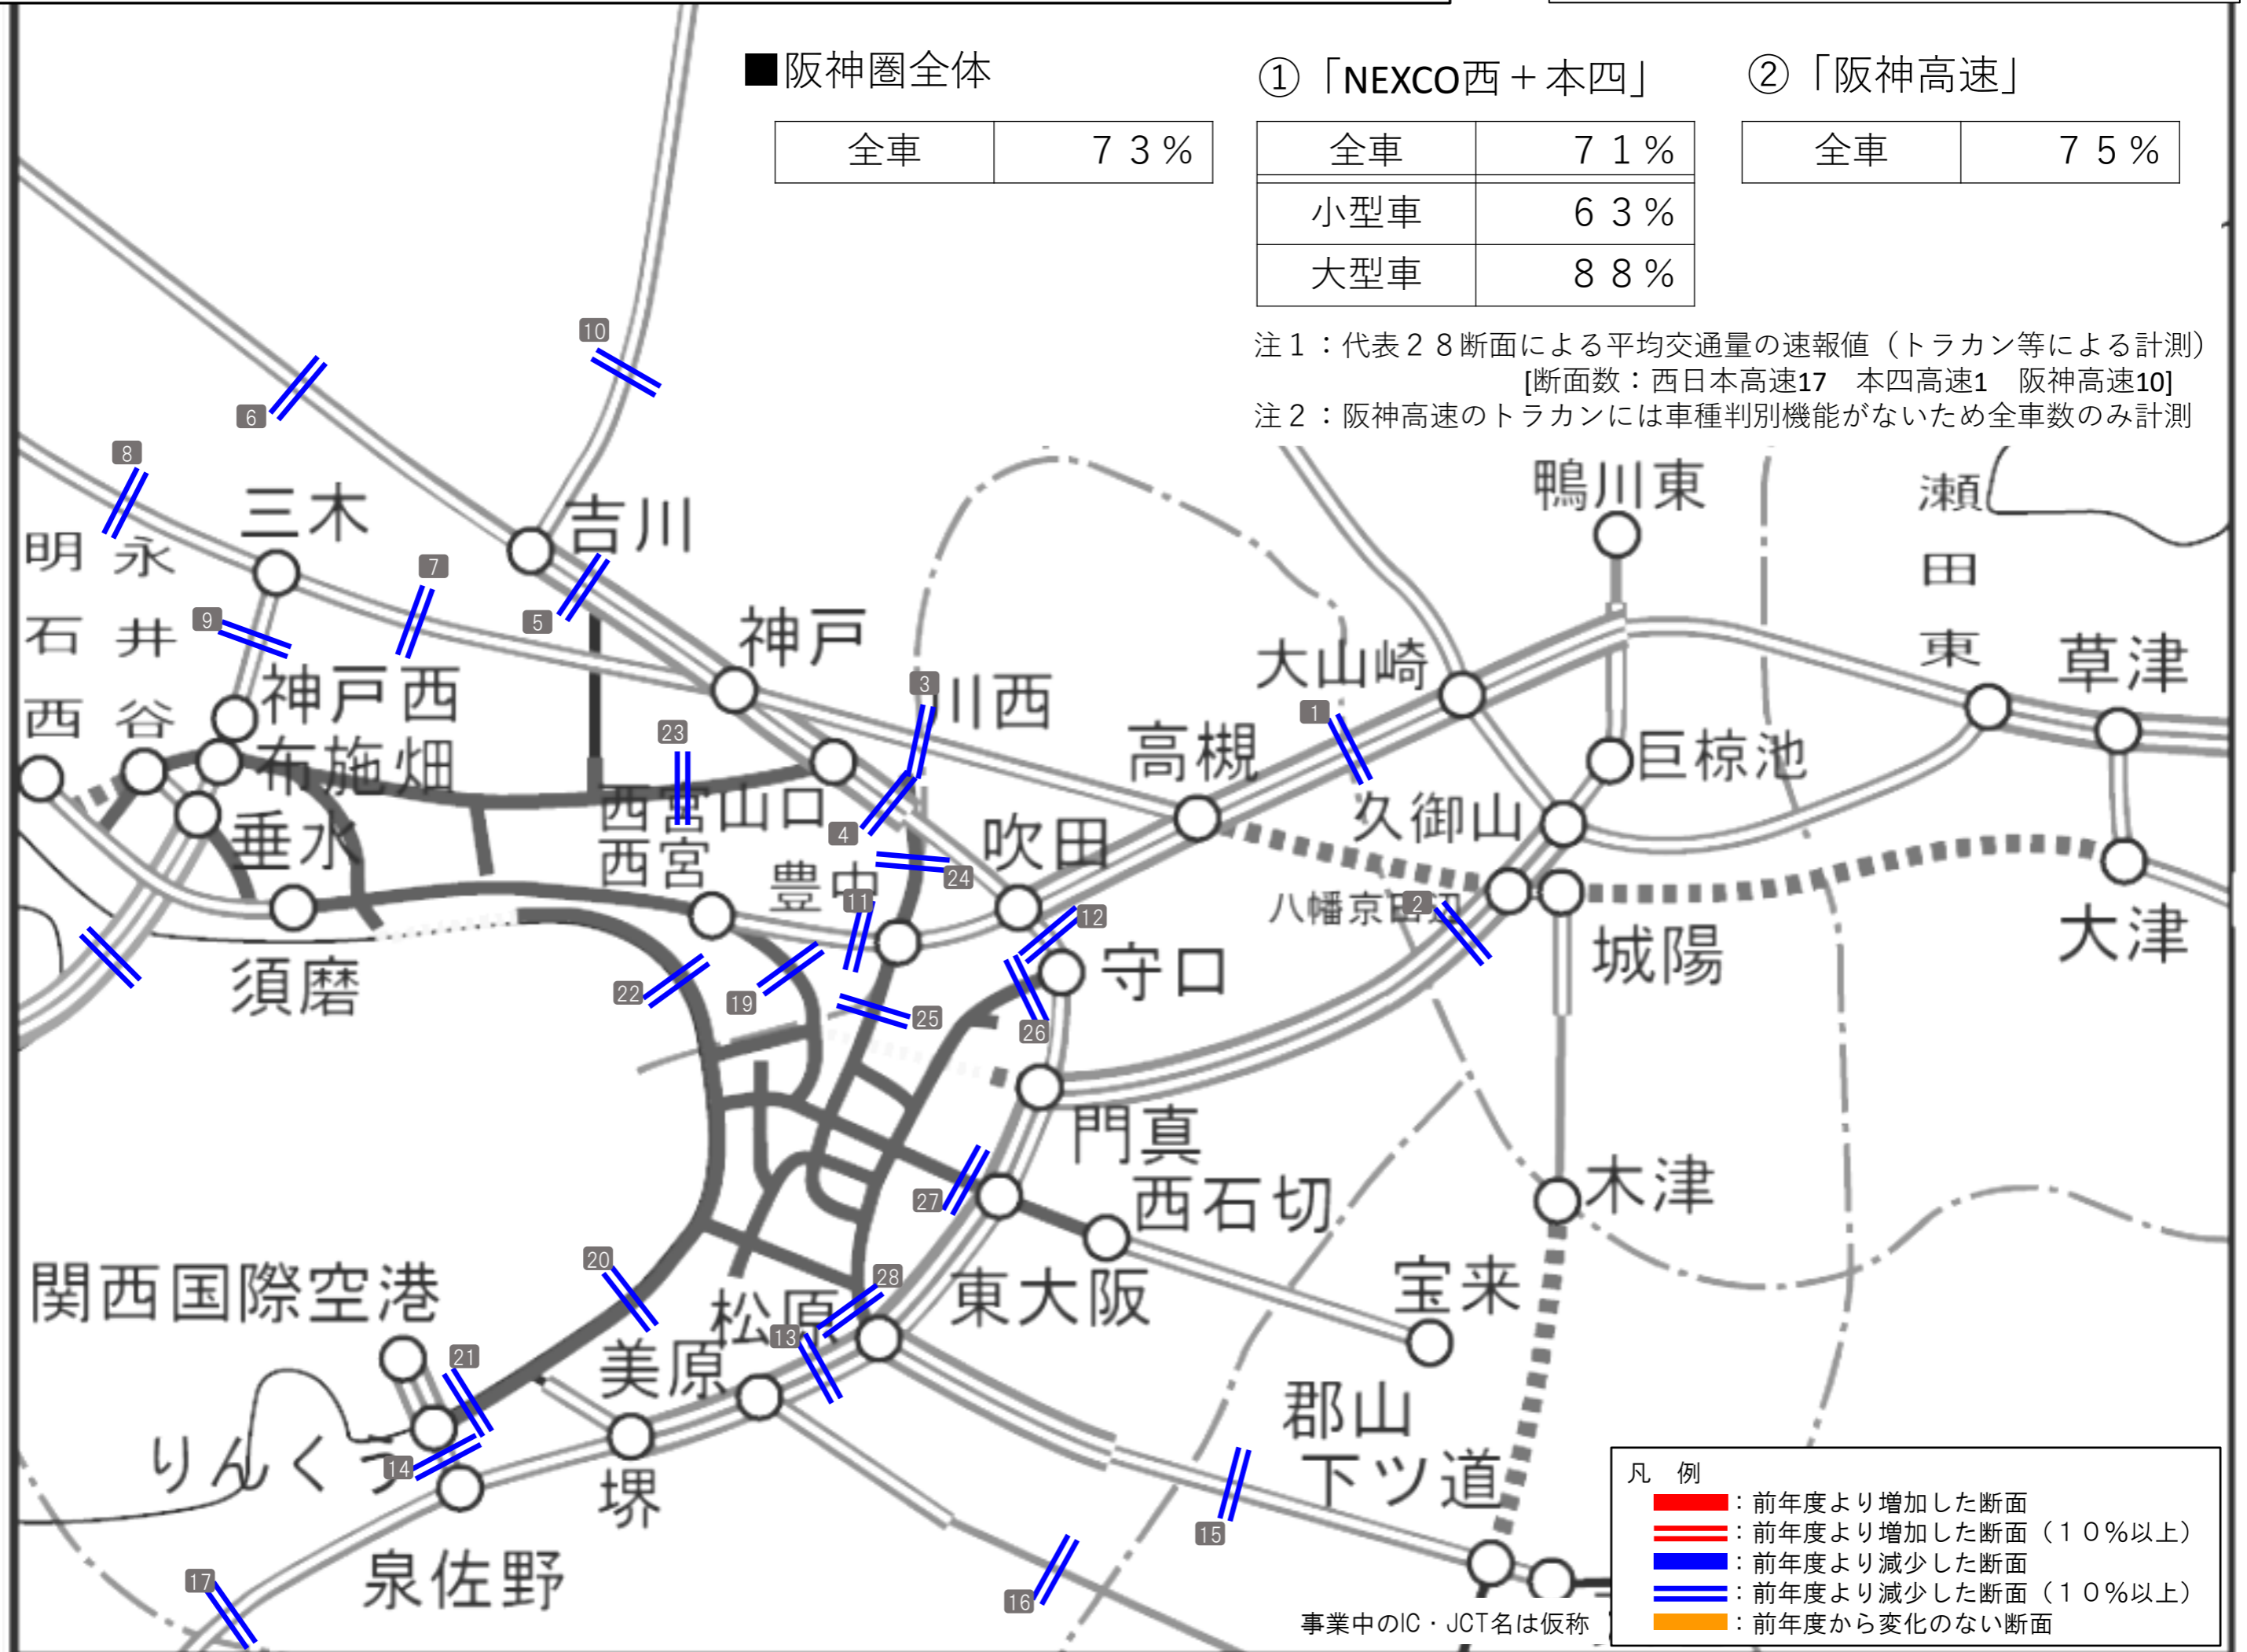 ■阪神圏全体
全車 ７３％
①「NEXCO西＋本四」
全車 ７１％
小型車 ６３％
大型車 ８８％
②「阪神高速」
全車 ７５％
注１：代表２８断面による平均交通量の速報値（トラカン等による計測）
[断面数：西日本高速17　本四高速1　阪神高速10]
注２：阪神高速のトラカンには車種判別機能がないため全車数のみ計測
10
6
8
鴨川東
瀬田東
三木
吉川
明石西
永井谷
7
9
5
神戸
大山崎
草津
神戸西
3
川西
1
23
高槻
巨椋池
布施畑
西宮山口
4
久御山
垂水
西宮
吹田
豊中
24
11
12
八幡京田辺
2
大津
須磨
22
19
守口
城陽
25
26
門真
27
西石切
木津
20
関西国際空港
28
松原
東大阪
宝来
13
21
美原
郡山
りんくう
14
下ツ道
堺
15
泉佐野
17
16
事業中のIC・JCT名は仮称
凡　例
：前年度より増加した断面
：前年度より増加した断面（１０％以上）
：前年度より減少した断面
：前年度より減少した断面（１０％以上）
：前年度から変化のない断面